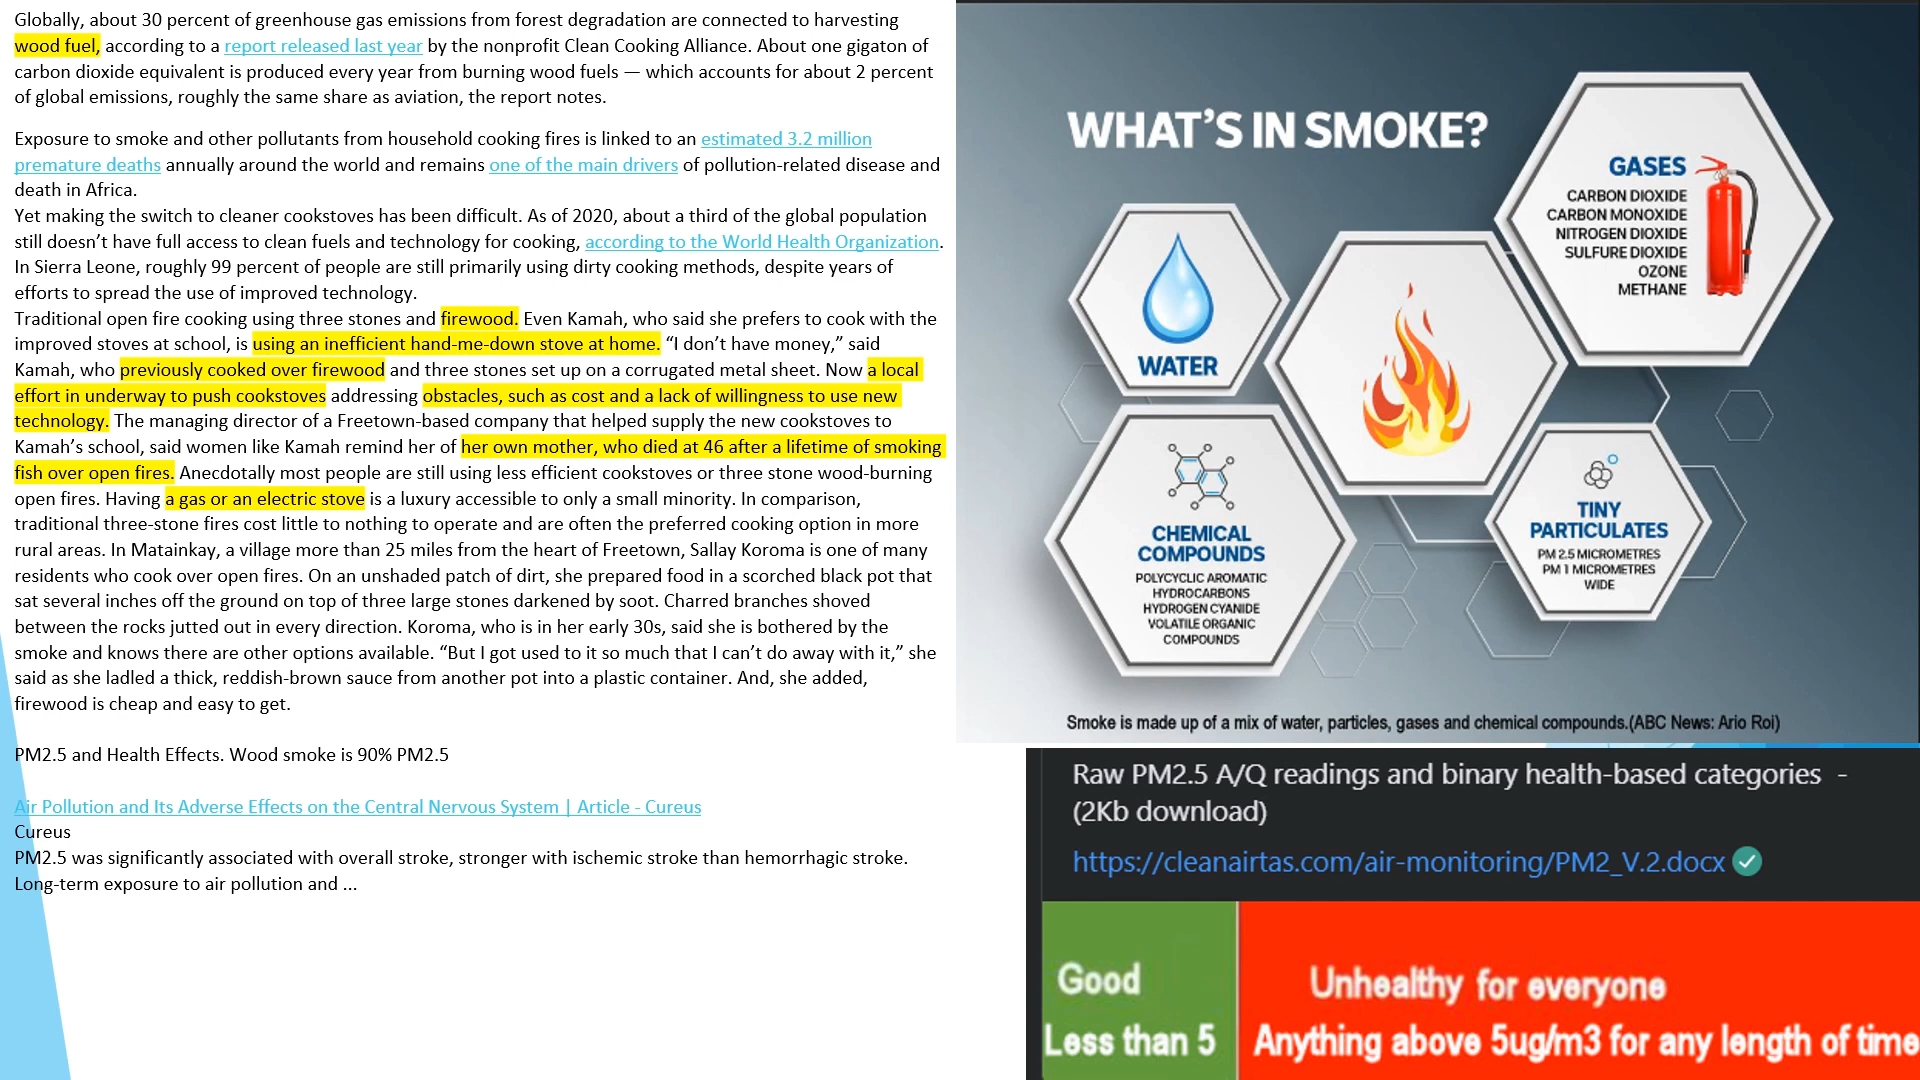 Globally, about 30 percent of greenhouse gas emissions from forest degradation are connected to harvesting
wood fuel, according to a report released last year by the nonprofit Clean Cooking Alliance. About one gigaton of
carbon dioxide equivalent is produced every year from burning wood fuels — which accounts for about 2 percent
of global emissions, roughly the same share as aviation, the report notes.
Exposure to smoke and other pollutants from household cooking fires is linked to an estimated 3.2 million
premature deaths annually around the world and remains one of the main drivers of pollution-related disease and
death in Africa.
Yet making the switch to cleaner cookstoves has been difficult. As of 2020, about a third of the global population
still doesn’t have full access to clean fuels and technology for cooking, according to the World Health Organization.
In Sierra Leone, roughly 99 percent of people are still primarily using dirty cooking methods, despite years of
efforts to spread the use of improved technology.
Traditional open fire cooking using three stones and firewood. Even Kamah, who said she prefers to cook with the
improved stoves at school, is using an inefficient hand-me-down stove at home. “I don’t have money,” said
Kamah, who previously cooked over firewood and three stones set up on a corrugated metal sheet. Now a local
effort in underway to push cookstoves addressing obstacles, such as cost and a lack of willingness to use new
technology. The managing director of a Freetown-based company that helped supply the new cookstoves to
Kamah’s school, said women like Kamah remind her of her own mother, who died at 46 after a lifetime of smoking
fish over open fires. Anecdotally most people are still using less efficient cookstoves or three stone wood-burning
open fires. Having a gas or an electric stove is a luxury accessible to only a small minority. In comparison,
traditional three-stone fires cost little to nothing to operate and are often the preferred cooking option in more
rural areas. In Matainkay, a village more than 25 miles from the heart of Freetown, Sallay Koroma is one of many
residents who cook over open fires. On an unshaded patch of dirt, she prepared food in a scorched black pot that
sat several inches off the ground on top of three large stones darkened by soot. Charred branches shoved
between the rocks jutted out in every direction. Koroma, who is in her early 30s, said she is bothered by the
smoke and knows there are other options available. “But I got used to it so much that I can’t do away with it,” she
said as she ladled a thick, reddish-brown sauce from another pot into a plastic container. And, she added,
firewood is cheap and easy to get.
PM2.5 and Health Effects. Wood smoke is 90% PM2.5
Air Pollution and Its Adverse Effects on the Central Nervous System | Article - Cureus
Cureus
PM2.5 was significantly associated with overall stroke, stronger with ischemic stroke than hemorrhagic stroke.
Long-term exposure to air pollution and ...
WHAT’S IN SMOKE?
GASES
CARBON DIOXIDE
CARBON MONOXIDE
NITROGEN DIOXIDE
SULFURE DIOXIDE
OZONE
METHANE
WATER
CHEMICAL
COMPOUNDS
POLYCYCLIC AROMATIC
HYDROCARBONS
HYDROGEN CYANIDE
VOLATILE ORGANIC
COMPOUNDS
TINY
PARTICULATES
PM 2.5 MICROMETRES
PM 1 MICROMETRES
WIDE
Smoke is made up of a mix of water, particles, gases and chemical compounds.(ABC News: Ario Roi)
Raw PM2.5 A/Q readings and binary health-based categories -
(2Kb download)
https://cleanairtas.com/air-monitoring/PM2_V.2.docx
Good
Less than 5
Unhealthy for everyone
Anything above 5ug/m3 for any length of time